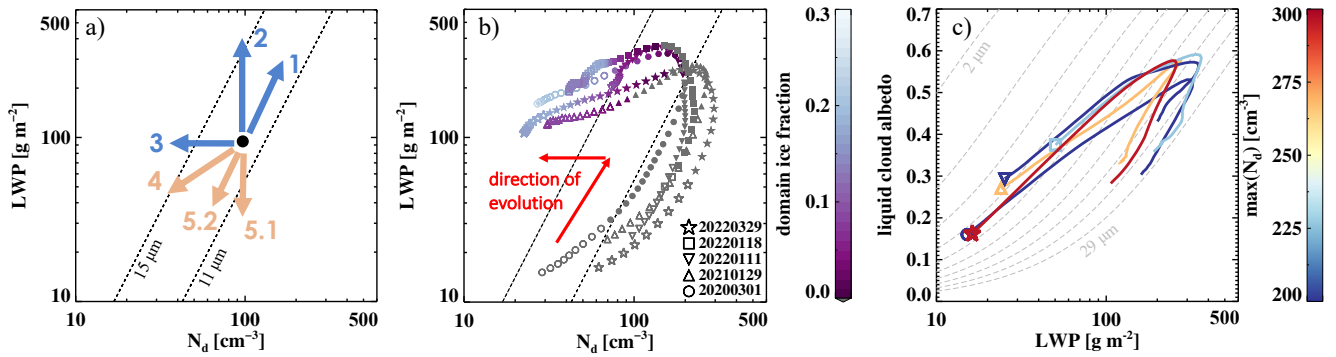 a)
500
100
10
LWP [g m⁻²]
2
1
3
4
5.2
5.1
15 μm
11 μm
10
100
500
N_d [cm⁻³]
b)
500
100
10
LWP [g m⁻²]
direction of
evolution
20220329
20220118
20220111
20210129
20200301
10
100
500
N_d [cm⁻³]
0.3
0.2
0.1
0.0
domain ice fraction
c)
0.7
0.6
0.5
0.4
0.3
0.2
0.1
0.0
liquid cloud albedo
2 μm
29 μm
10
100
500
LWP [g m⁻²]
300
275
250
225
200
max(N_d) [cm⁻³]